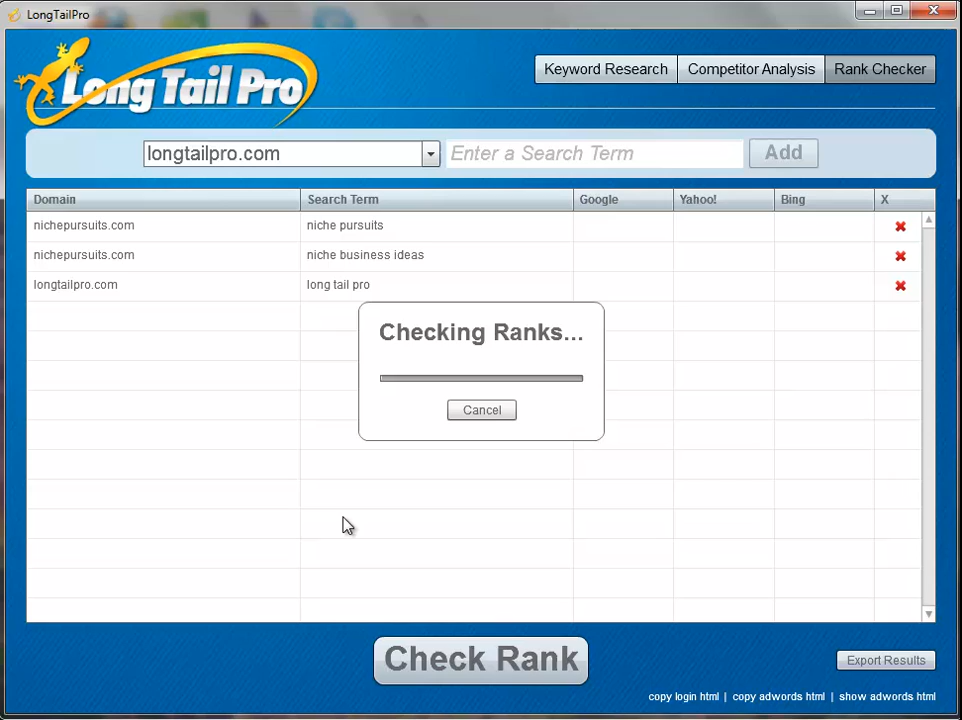 LongTailPro
Long Tail Pro
Keyword Research
Competitor Analysis
Rank Checker
longtailpro.com
Enter a Search Term
Add
Domain Search Term Google Yahoo! Bing X
nichepursuits.com niche pursuits
nichepursuits.com niche business ideas
longtailpro.com long tail pro
Checking Ranks...
Cancel
Check Rank
Export Results
copy login html | copy adwords html | show adwords html